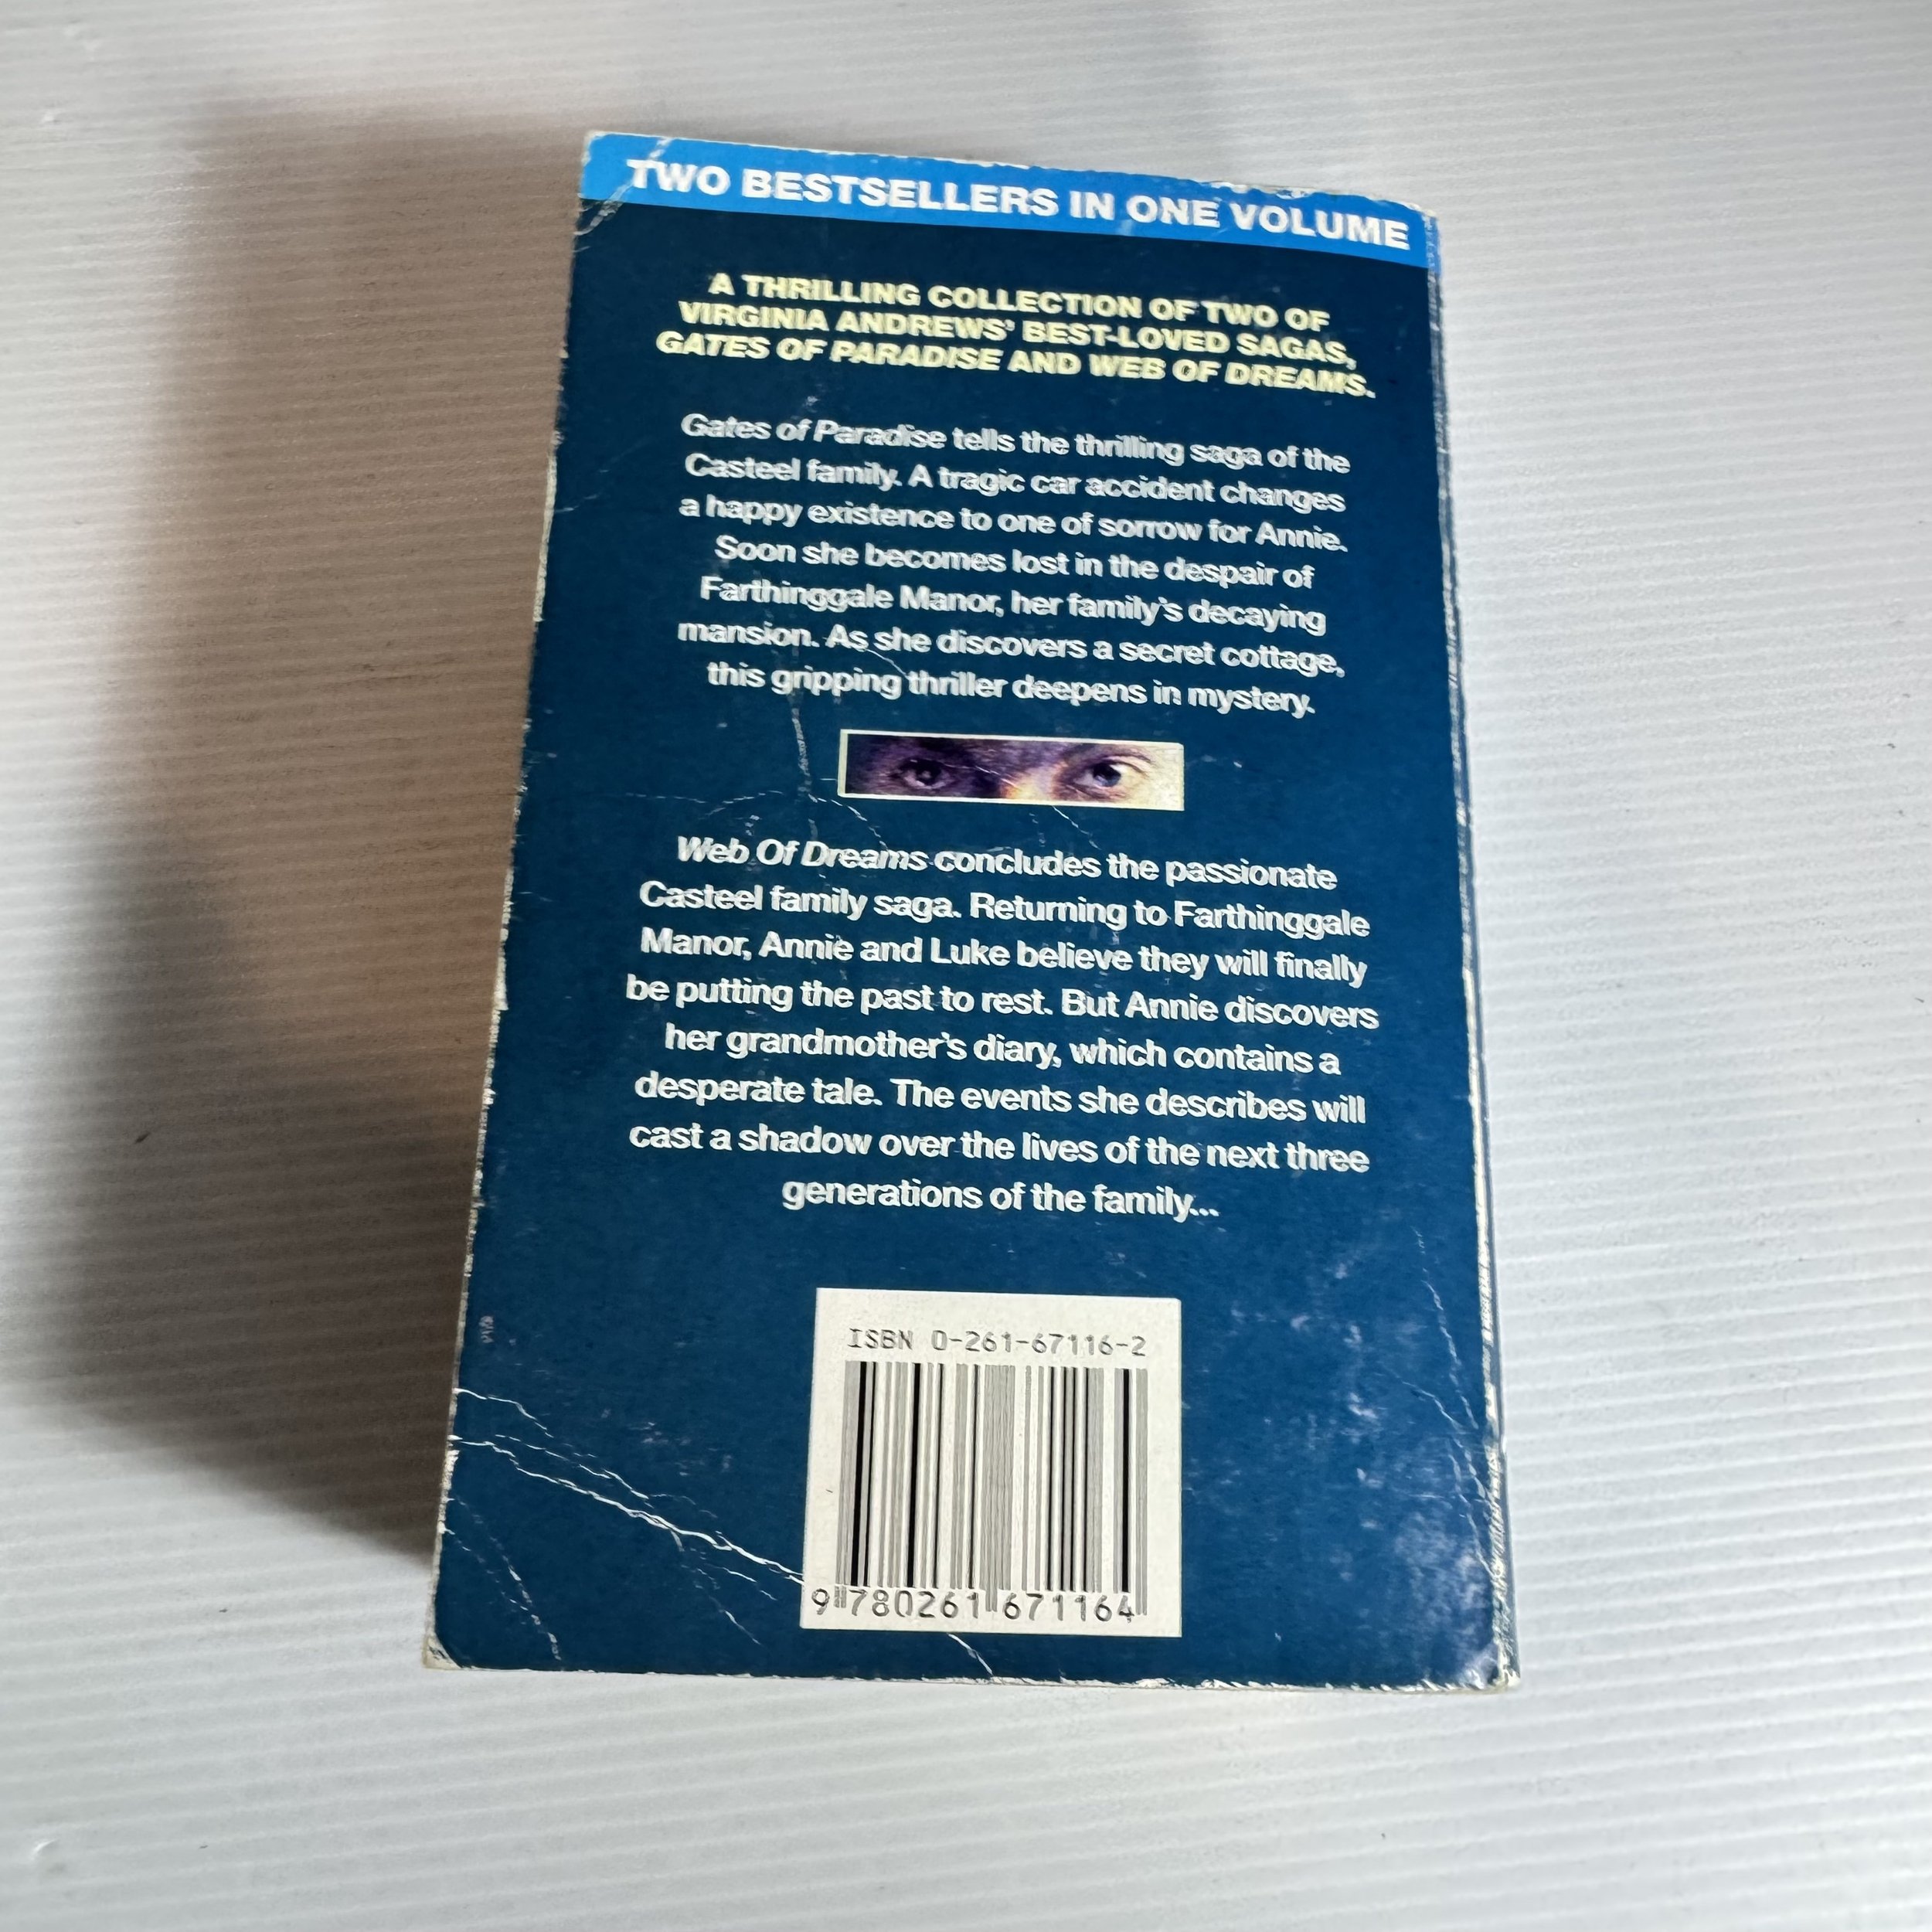 TWO BESTSELLERS IN ONE VOLUME
A THRILLING COLLECTION OF TWO OF
VIRGINIA ANDREWS' BEST-LOVED SAGAS,
GATES OF PARADISE AND WEB OF DREAMS.
Gates of Paradise tells the thrilling saga of the
Casteel family. A tragic car accident changes
a happy existence to one of sorrow for Annie.
Soon she becomes lost in the despair of
Farthinggale Manor, her family's decaying
mansion. As she discovers a secret cottage,
this gripping thriller deepens in mystery.
Web Of Dreams concludes the passionate
Casteel family saga. Returning to Farthinggale
Manor, Annie and Luke believe they will finally
be putting the past to rest. But Annie discovers
her grandmother's diary, which contains a
desperate tale. The events she describes will
cast a shadow over the lives of the next three
generations of the family...
ISBN 0-261-67116-2
9 780261 671164